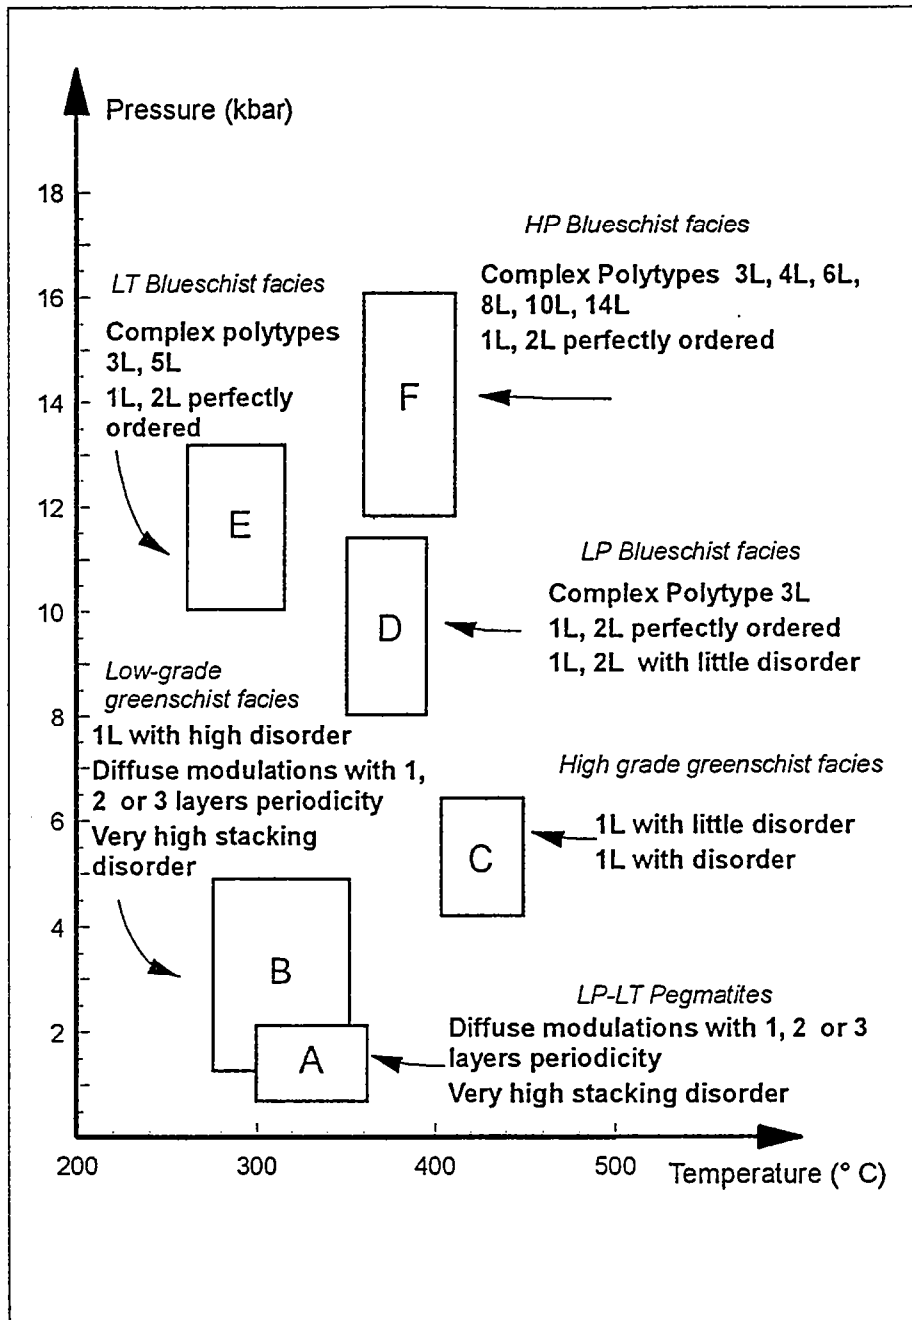 Pressure (kbar)
18
16
14
12
10
8
6
4
2
HP Blueschist facies
Complex Polytypes 3L, 4L, 6L,
8L, 10L, 14L
1L, 2L perfectly ordered
F
LT Blueschist facies
Complex polytypes
3L, 5L
1L, 2L perfectly
ordered
E
LP Blueschist facies
Complex Polytype 3L
1L, 2L perfectly ordered
1L, 2L with little disorder
D
Low-grade
greenschist facies
1L with high disorder
Diffuse modulations with 1,
2 or 3 layers periodicity
Very high stacking
disorder
B
High grade greenschist facies
1L with little disorder
1L with disorder
C
LP-LT Pegmatites
Diffuse modulations with 1, 2 or 3
layers periodicity
Very high stacking disorder
A
200 300 400 500
Temperature (° C)